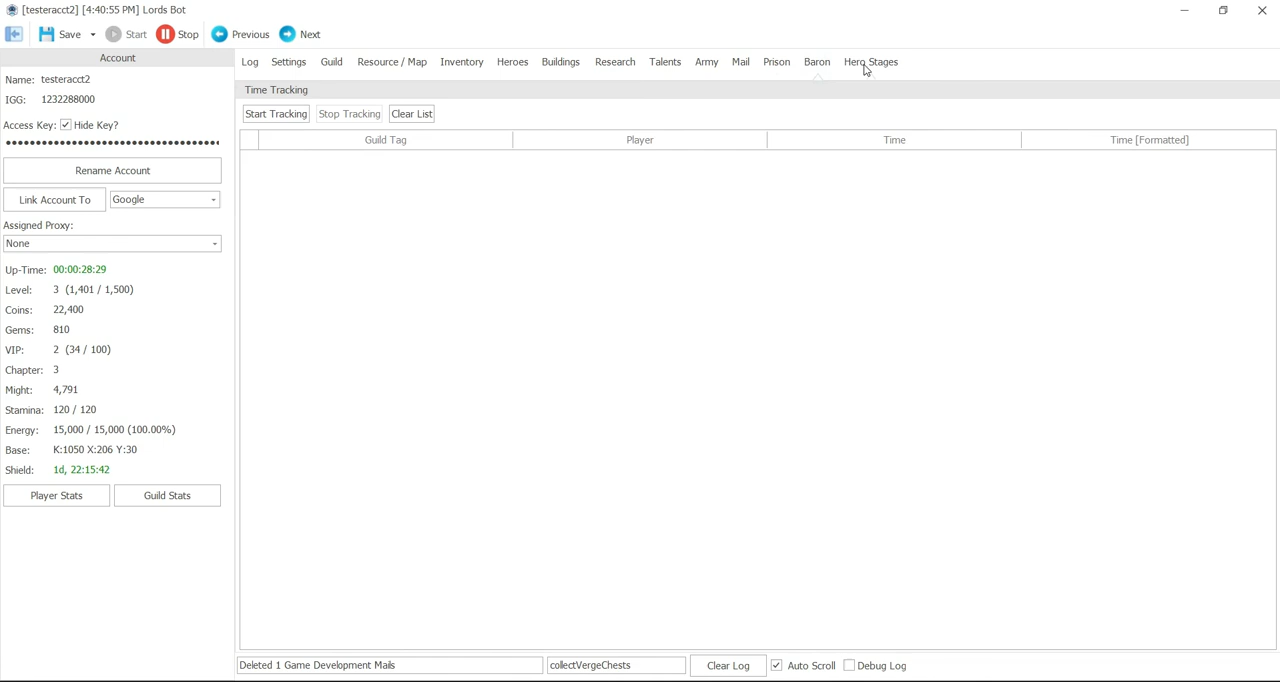 [testeracct2] [4:40:55 PM] Lords Bot
Save Start Stop Previous Next
Account
Name: testeracct2
IGG: 1232288000
Access Key: Hide Key?
Rename Account
Link Account To Google
Assigned Proxy:
None
Up-Time: 00:00:28:29
Level: 3 (1,401 / 1,500)
Coins: 22,400
Gems: 810
VIP: 2 (34 / 100)
Chapter: 3
Might: 4,791
Stamina: 120 / 120
Energy: 15,000 / 15,000 (100.00%)
Base: K:1050 X:206 Y:30
Shield: 1d, 22:15:42
Player Stats Guild Stats
Log Settings Guild Resource / Map Inventory Heroes Buildings Research Talents Army Mail Prison Baron Hero Stages
Time Tracking
Start Tracking Stop Tracking Clear List
Guild Tag Player Time Time [Formatted]
Deleted 1 Game Development Mails collectVergeChests Clear Log Auto Scroll Debug Log